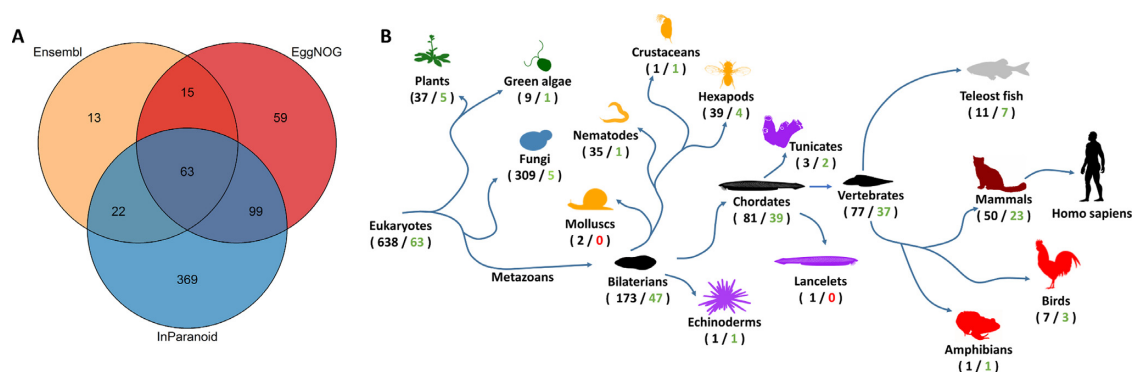 A
Ensembl
EggNOG
13
15
59
63
22
99
369
InParanoid
B
Plants
( 37 / 5 )
Green algae
( 9 / 1 )
Fungi
( 309 / 5 )
Eukaryotes
( 638 / 63 )
Metazoans
Nematodes
( 35 / 1 )
Molluscs
( 2 / 0 )
Crustaceans
( 1 / 1 )
Hexapods
( 39 / 4 )
Bilaterians
( 173 / 47 )
Echinoderms
( 1 / 1 )
Tunicates
( 3 / 2 )
Chordates
( 81 / 39 )
Lancelets
( 1 / 0 )
Vertebrates
( 77 / 37 )
Teleost fish
( 11 / 7 )
Mammals
( 50 / 23 )
Homo sapiens
Birds
( 7 / 3 )
Amphibians
( 1 / 1 )